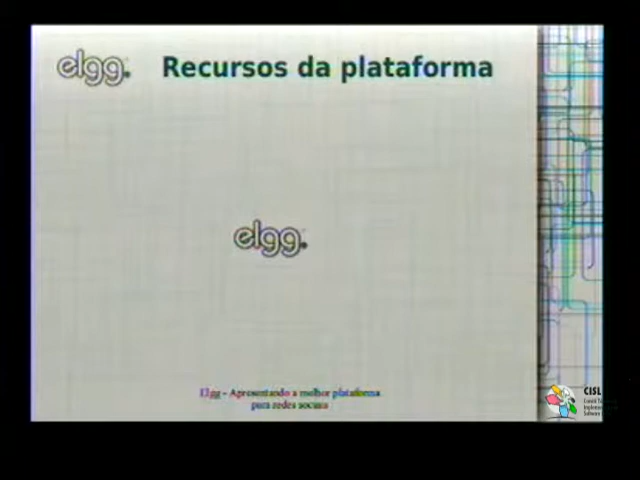 elgg.
Recursos da plataforma
elgg.
Elgg - Apresentando a melhor plataforma
para redes sociais
CISL